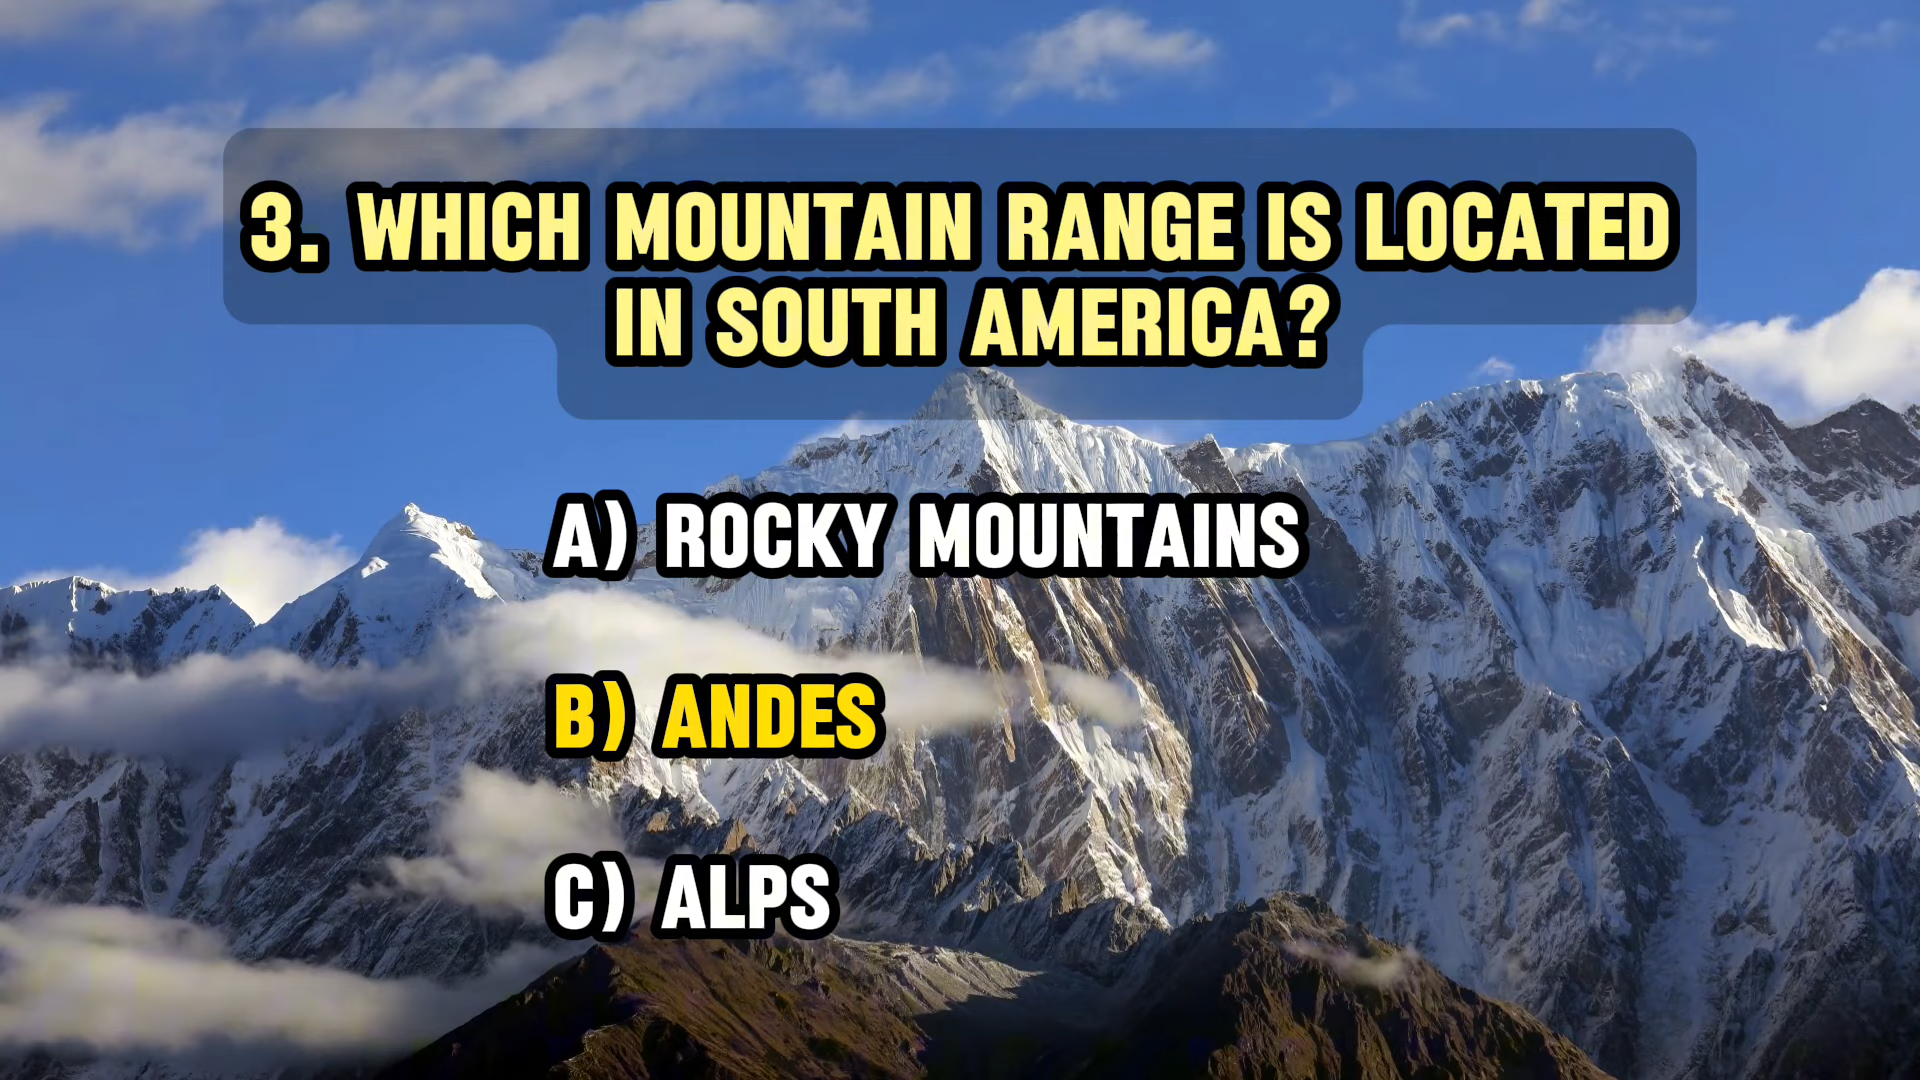 3. WHICH MOUNTAIN RANGE IS LOCATED
IN SOUTH AMERICA?
A) ROCKY MOUNTAINS
B) ANDES
C) ALPS